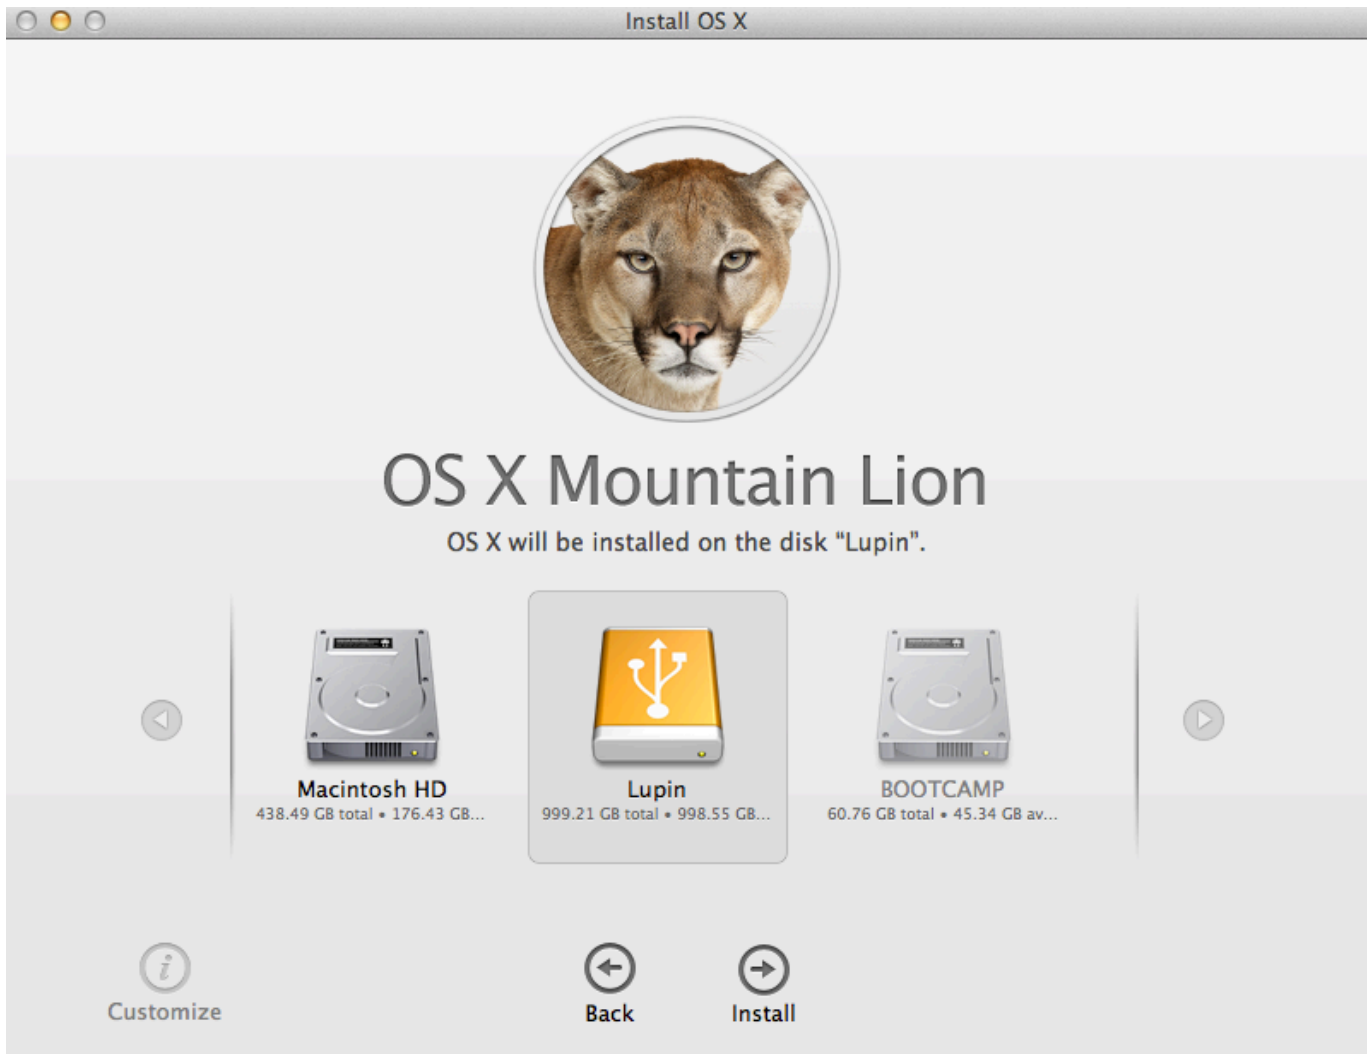 Install OS X
OS X Mountain Lion
OS X will be installed on the disk “Lupin”.
Macintosh HD
438.49 GB total • 176.43 GB...
Lupin
999.21 GB total • 998.55 GB...
BOOTCAMP
60.76 GB total • 45.34 GB av...
Customize
Back
Install